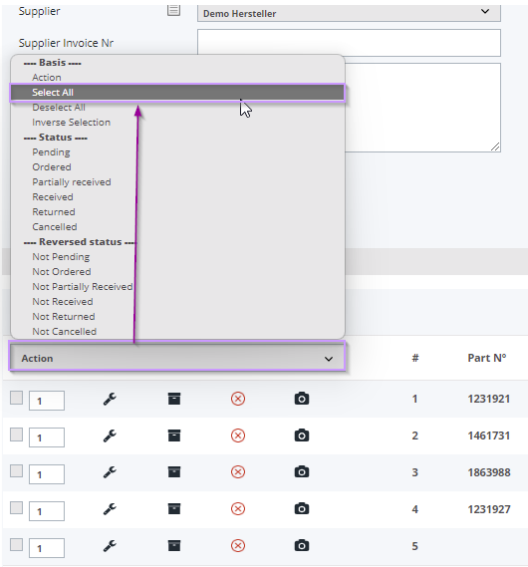 Supplier
Demo Hersteller
Supplier Invoice Nr
---- Basis ----
Action
Select All
Deselect All
Inverse Selection
---- Status ----
Pending
Ordered
Partially received
Received
Returned
Cancelled
---- Reversed status ----
Not Pending
Not Ordered
Not Partially Received
Not Received
Not Returned
Not Cancelled
Action # Part Nº
1 1 1231921
1 2 1461731
1 3 1863988
1 4 1231927
1 5